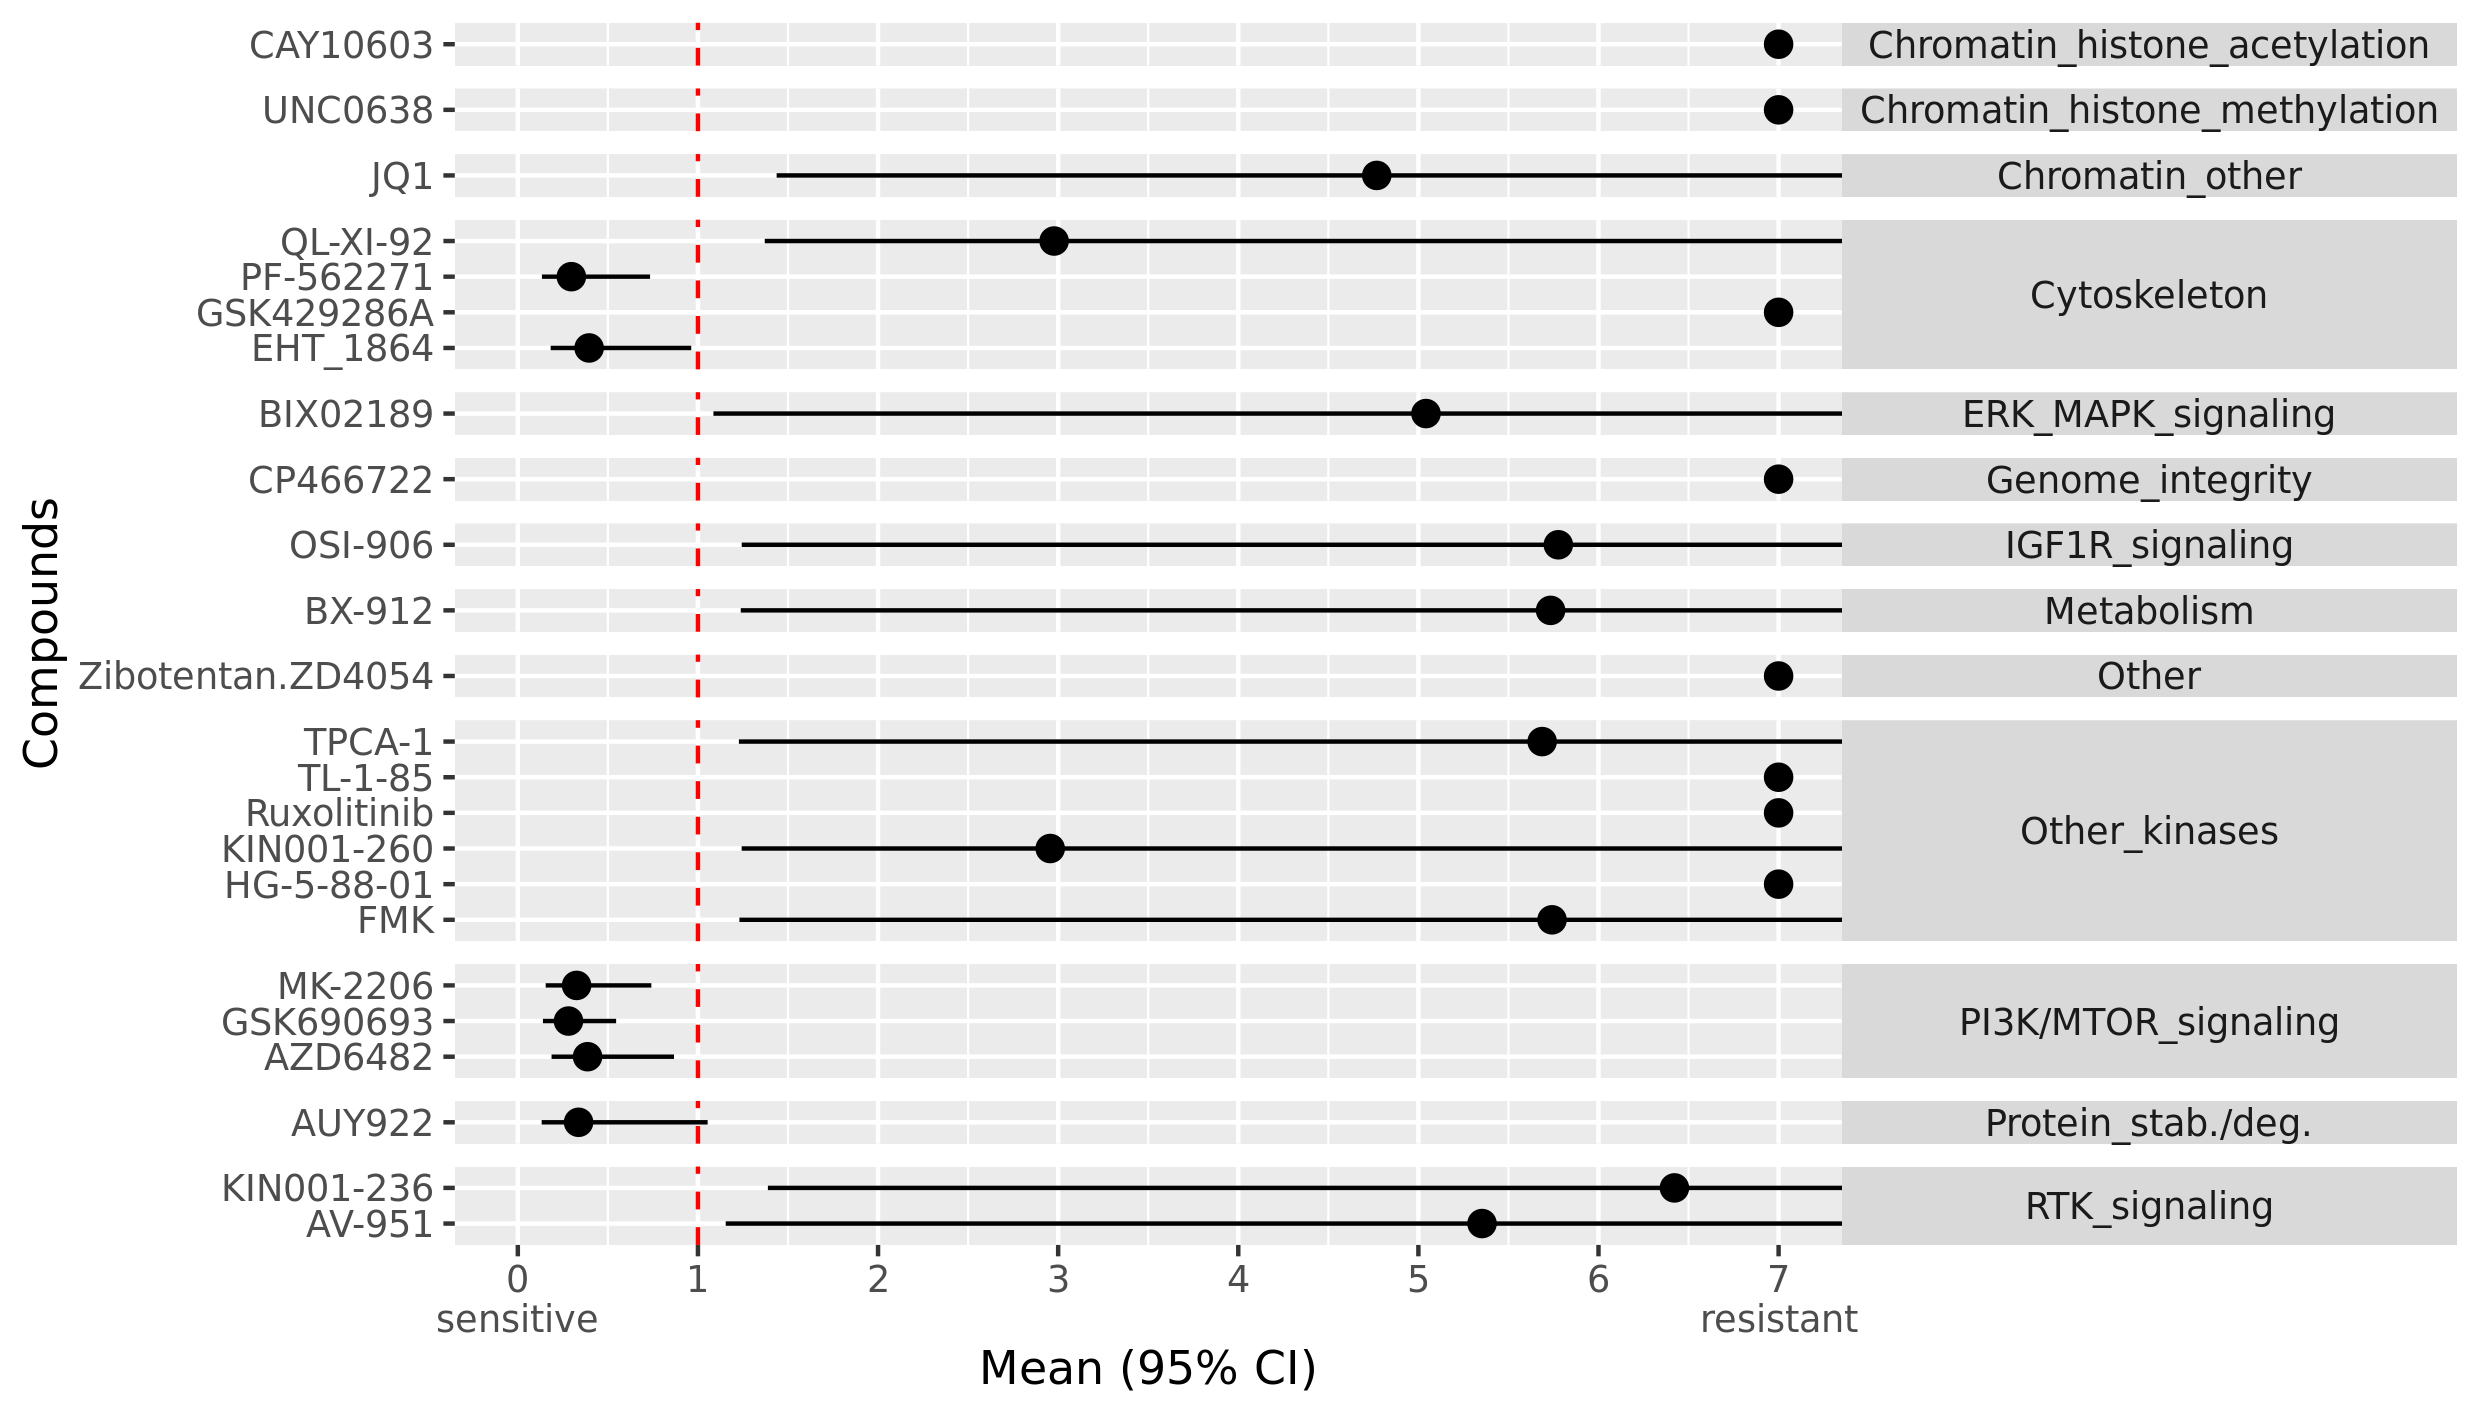 CAY10603
Chromatin_histone_acetylation
UNC0638
Chromatin_histone_methylation
JQ1
Chromatin_other
QL-XI-92
PF-562271
GSK429286A
EHT_1864
Cytoskeleton
BIX02189
ERK_MAPK_signaling
CP466722
Genome_integrity
OSI-906
IGF1R_signaling
BX-912
Metabolism
Zibotentan.ZD4054
Other
TPCA-1
TL-1-85
Ruxolitinib
KIN001-260
HG-5-88-01
FMK
Other_kinases
MK-2206
GSK690693
AZD6482
PI3K/MTOR_signaling
AUY922
Protein_stab./deg.
KIN001-236
AV-951
RTK_signaling
Compounds
0 1 2 3 4 5 6 7
sensitive resistant
Mean (95% CI)